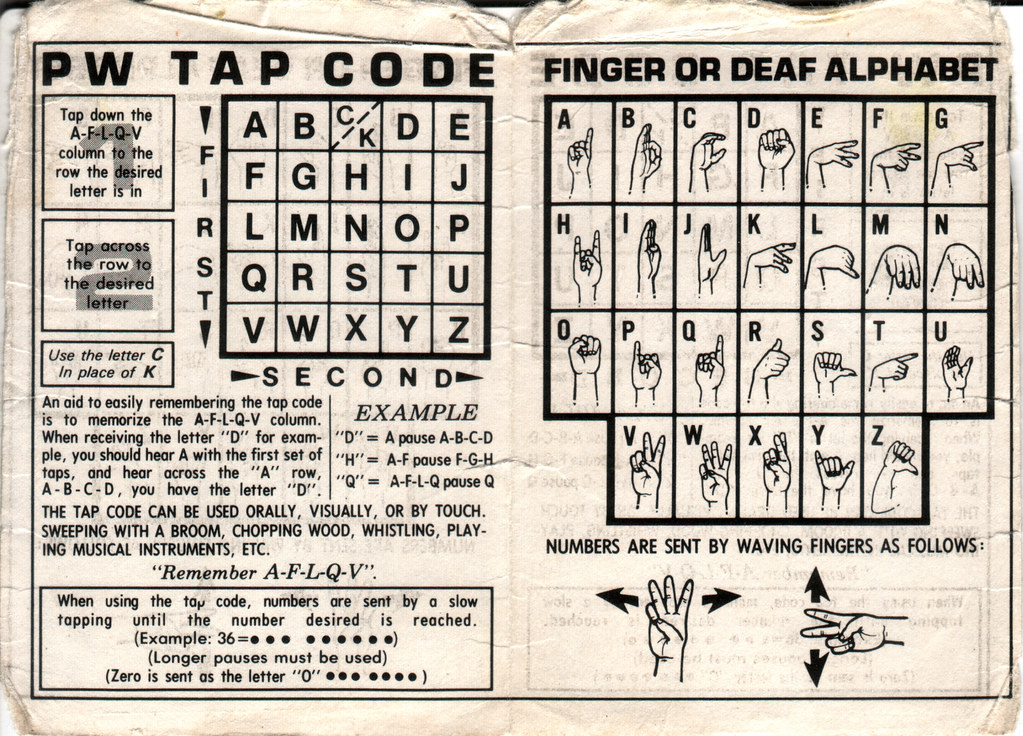 PW TAP CODE
Tap down the
A-F-L-Q-V
column to the
row the desired
letter is in
1
Tap across
the row to
the desired
letter
2
Use the letter C
In place of K
FIRST
A B C/K D E
F G H I J
L M N O P
Q R S T U
V W X Y Z
SECOND
An aid to easily remembering the tap code
is to memorize the A-F-L-Q-V column.
When receiving the letter "D" for exam-
ple, you should hear A with the first set of
taps, and hear across the "A" row,
A-B-C-D, you have the letter "D".
EXAMPLE
"D" = A pause A-B-C-D
"H" = A-F pause F-G-H
"Q" = A-F-L-Q pause Q
THE TAP CODE CAN BE USED ORALLY, VISUALLY, OR BY TOUCH.
SWEEPING WITH A BROOM, CHOPPING WOOD, WHISTLING, PLAY-
ING MUSICAL INSTRUMENTS, ETC.
"Remember A-F-L-Q-V".
When using the tap code, numbers are sent by a slow
tapping until the number desired is reached.
(Example: 36=●●● ●●●●●●)
(Longer pauses must be used)
(Zero is sent as the letter "O" ●●● ●●●●)
FINGER OR DEAF ALPHABET
A B C D E F G
H I J K L M N
O P Q R S T U
V W X Y Z
NUMBERS ARE SENT BY WAVING FINGERS AS FOLLOWS: